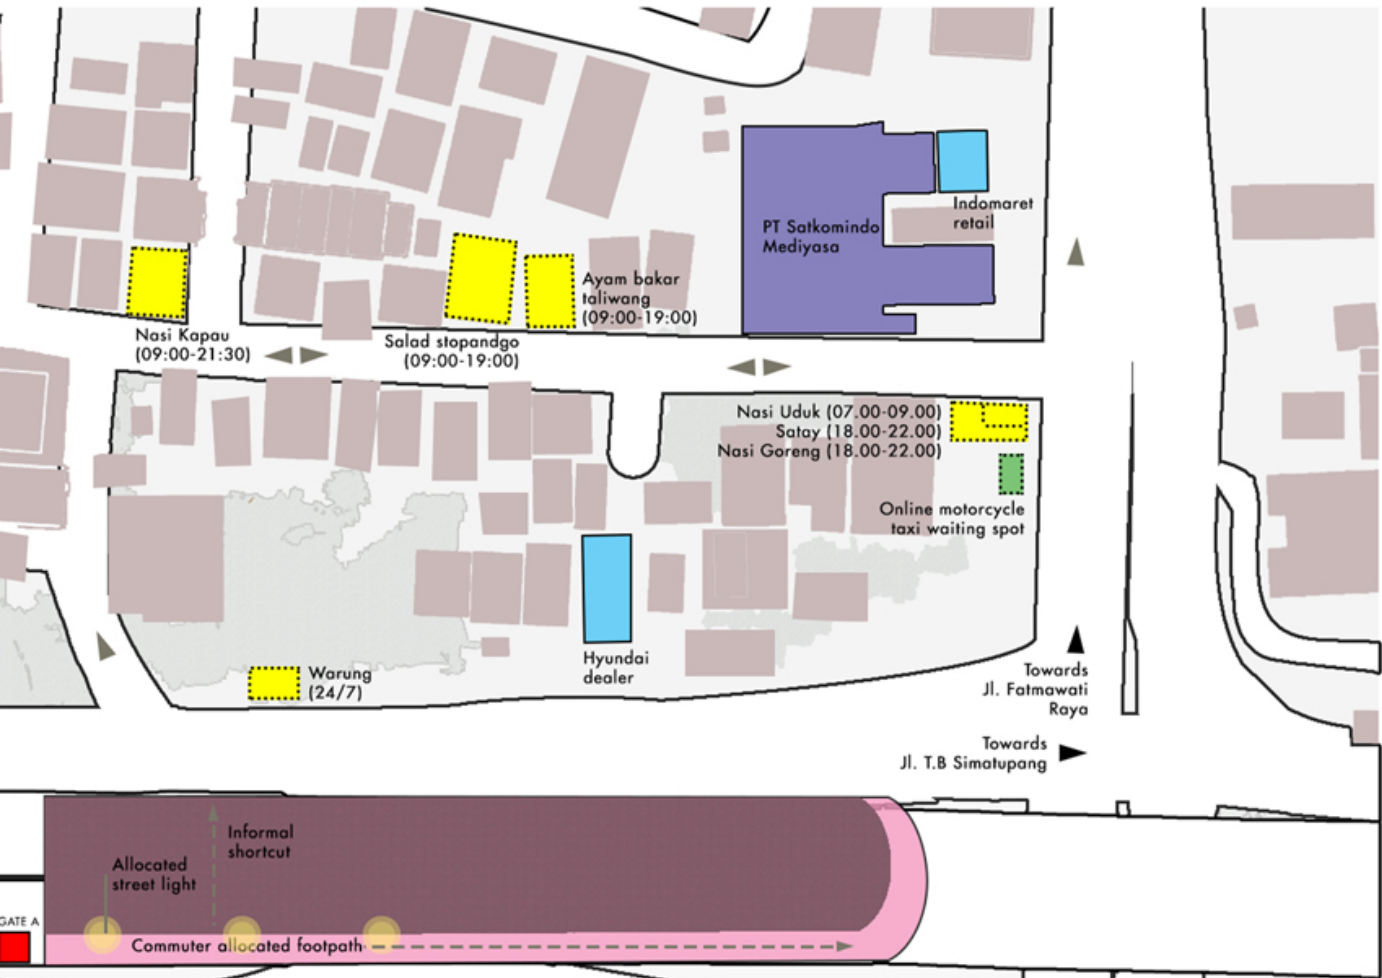 Indomaret
retail
PT Satkomindo
Mediyasa
Ayam bakar
taliwang
(09:00-19:00)
Nasi Kapau
(09:00-21:30)
Salad stopandgo
(09:00-19:00)
Nasi Uduk (07.00-09.00)
Satay (18.00-22.00)
Nasi Goreng (18.00-22.00)
Online motorcycle
taxi waiting spot
Hyundai
dealer
Warung
(24/7)
Towards
Jl. Fatmawati
Raya
Towards
Jl. T.B Simatupang
Informal
shortcut
Allocated
street light
GATE A
Commuter allocated footpath